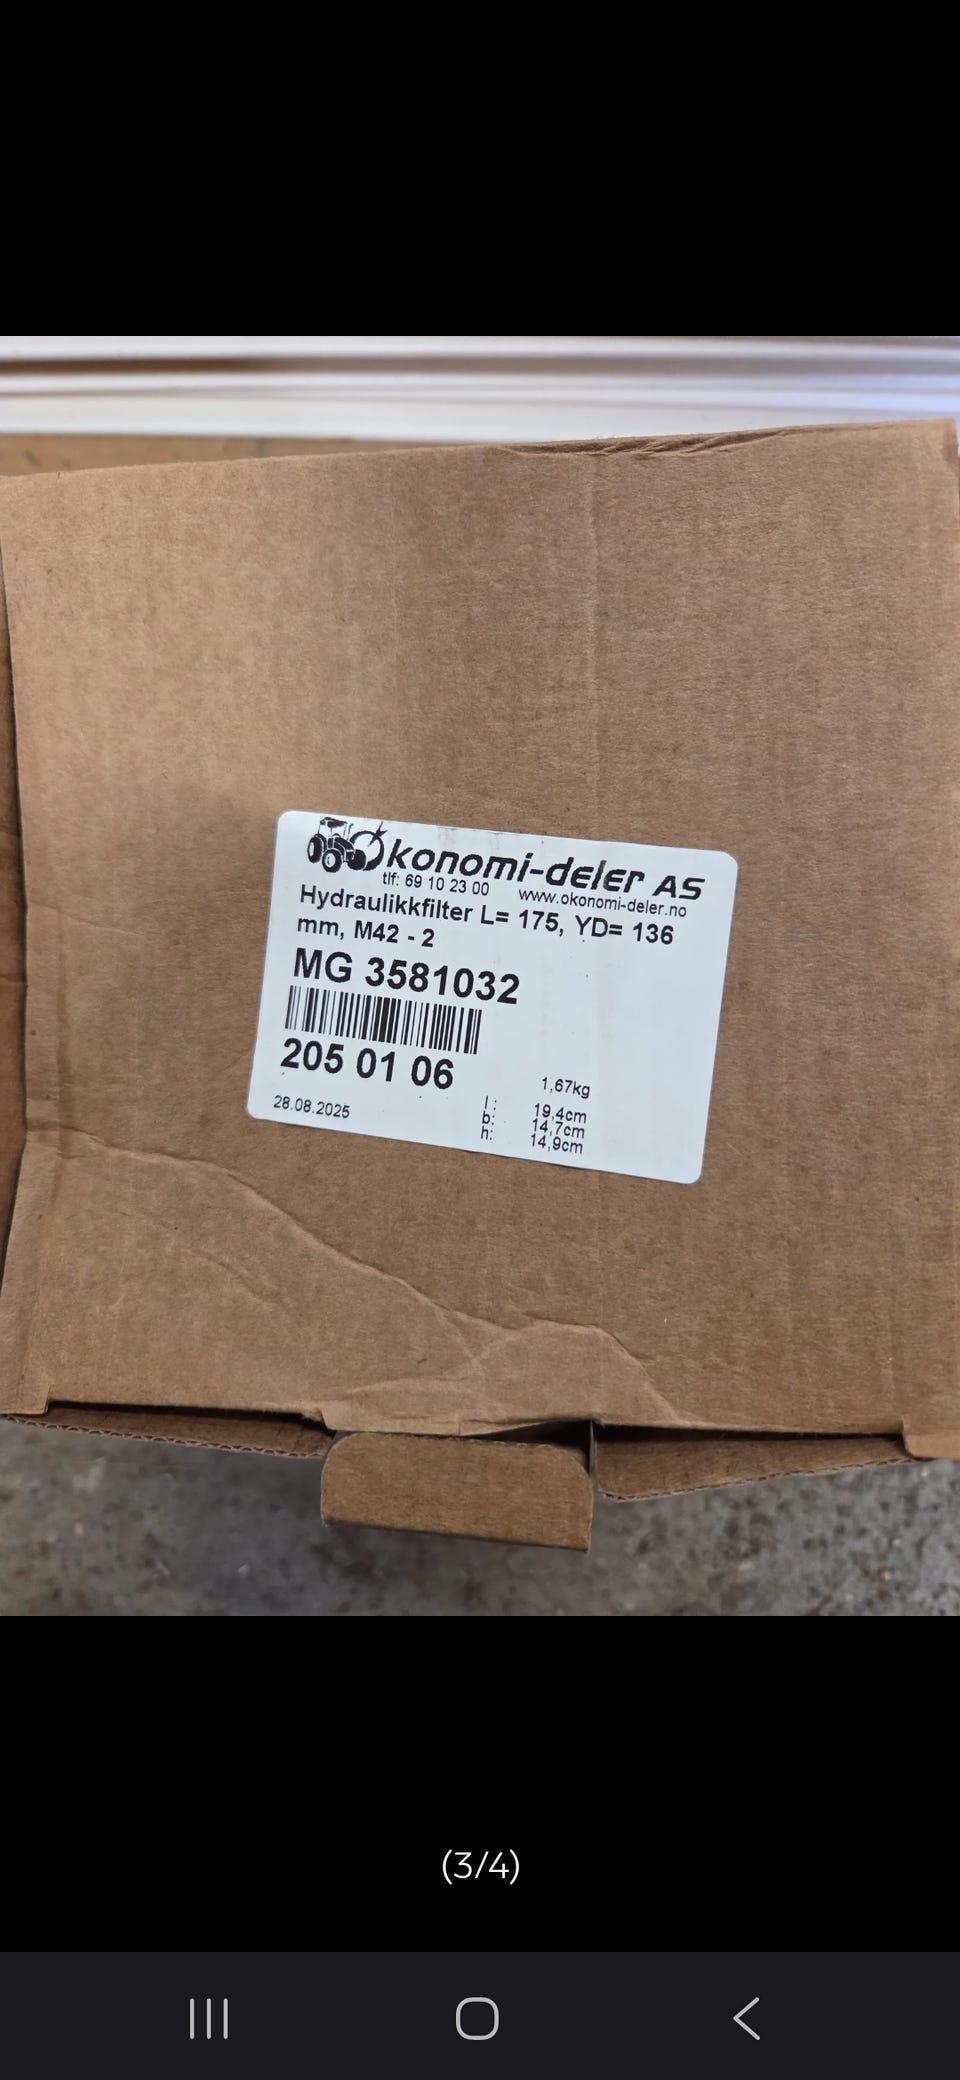 Økonomi-deler AS
tlf: 69 10 23 00 www.okonomi-deler.no
Hydraulikkfilter L= 175, YD= 136
mm, M42 - 2
MG 3581032
205 01 06
1,67kg
28.08.2025
l: 19,4cm
b: 14,7cm
h: 14,9cm
(3/4)